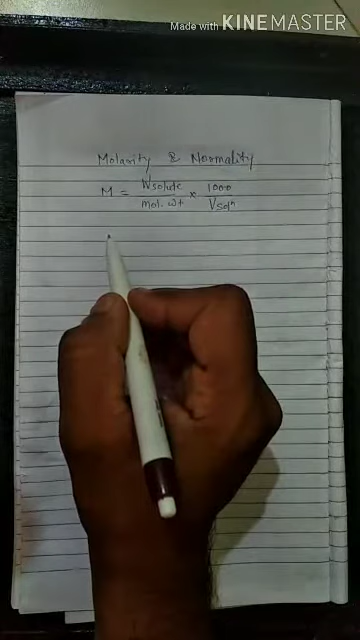 Made with KINEMASTER
Molarity & Normality
M = Wsolute / mol. wt × 1000 / Vsoln